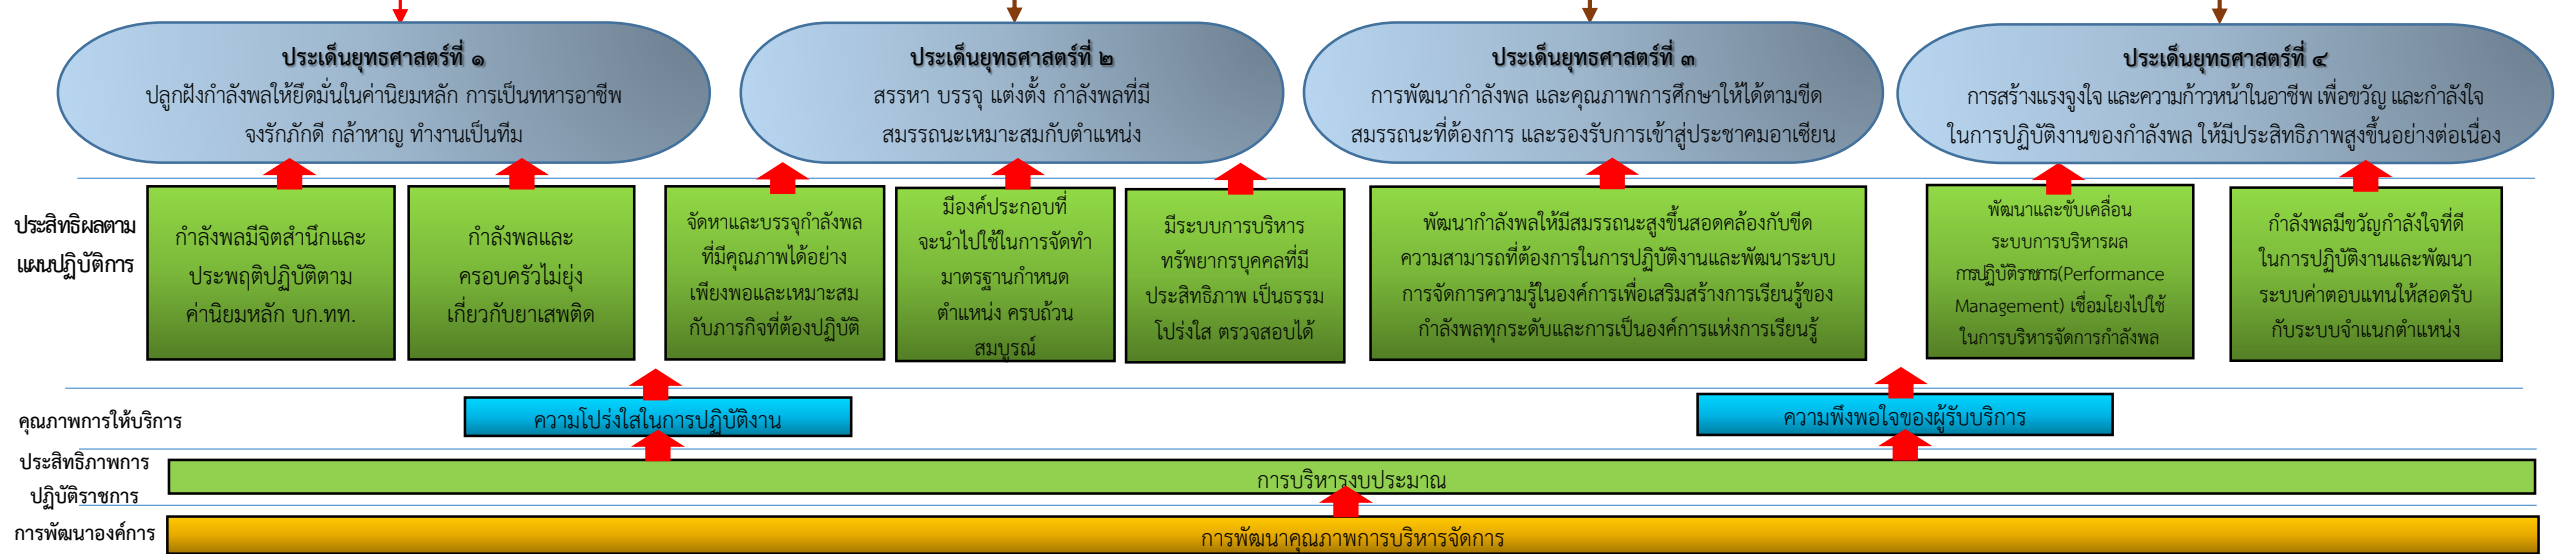 ประเด็นยุทธศาสตร์ที่ ๑
ปลูกฝังกำลังพลให้ยึดมั่นในค่านิยมหลัก การเป็นทหารอาชีพ
จงรักภักดี กล้าหาญ ทำงานเป็นทีม
ประเด็นยุทธศาสตร์ที่ ๒
สรรหา บรรจุ แต่งตั้ง กำลังพลที่มี
สมรรถนะเหมาะสมกับตำแหน่ง
ประเด็นยุทธศาสตร์ที่ ๓
การพัฒนากำลังพล และคุณภาพการศึกษาให้ได้ตามขีด
สมรรถนะที่ต้องการ และรองรับการเข้าสู่ประชาคมอาเซียน
ประเด็นยุทธศาสตร์ที่ ๔
การสร้างแรงจูงใจ และความก้าวหน้าในอาชีพ เพื่อขวัญ และกำลังใจ
ในการปฏิบัติงานของกำลังพล ให้มีประสิทธิภาพสูงขึ้นอย่างต่อเนื่อง
ประสิทธิผลตาม
แผนปฏิบัติการ
กำลังพลมีจิตสำนึกและ
ประพฤติปฏิบัติตาม
ค่านิยมหลัก บก.ทท.
กำลังพลและ
ครอบครัวไม่ยุ่ง
เกี่ยวกับยาเสพติด
จัดหาและบรรจุกำลังพล
ที่มีคุณภาพได้อย่าง
เพียงพอและเหมาะสม
กับภารกิจที่ต้องปฏิบัติ
มีองค์ประกอบที่
จะนำไปใช้ในการจัดทำ
มาตรฐานกำหนด
ตำแหน่ง ครบถ้วน
สมบูรณ์
มีระบบการบริหาร
ทรัพยากรบุคคลที่มี
ประสิทธิภาพ เป็นธรรม
โปร่งใส ตรวจสอบได้
พัฒนากำลังพลให้มีสมรรถนะสูงขึ้นสอดคล้องกับขีด
ความสามารถที่ต้องการในการปฏิบัติงานและพัฒนาระบบ
การจัดการความรู้ในองค์การเพื่อเสริมสร้างการเรียนรู้ของ
กำลังพลทุกระดับและการเป็นองค์การแห่งการเรียนรู้
พัฒนาและขับเคลื่อน
ระบบการบริหารผล
การปฏิบัติราชการ(Performance
Management) เชื่อมโยงไปใช้
ในการบริหารจัดการกำลังพล
กำลังพลมีขวัญกำลังใจที่ดี
ในการปฏิบัติงานและพัฒนา
ระบบค่าตอบแทนให้สอดรับ
กับระบบจำแนกตำแหน่ง
คุณภาพการให้บริการ
ความโปร่งใสในการปฏิบัติงาน
ความพึงพอใจของผู้รับบริการ
ประสิทธิภาพการ
ปฏิบัติราชการ
การบริหารงบประมาณ
การพัฒนาองค์การ
การพัฒนาคุณภาพการบริหารจัดการ